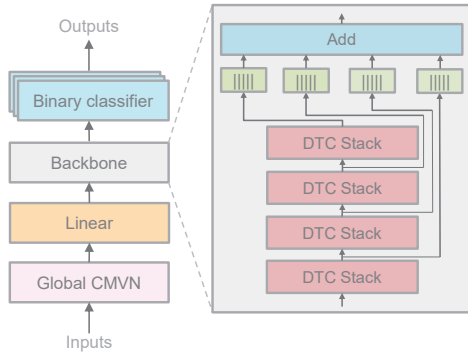 Outputs
Binary classifier
Backbone
Linear
Global CMVN
Inputs
Add
DTC Stack
DTC Stack
DTC Stack
DTC Stack